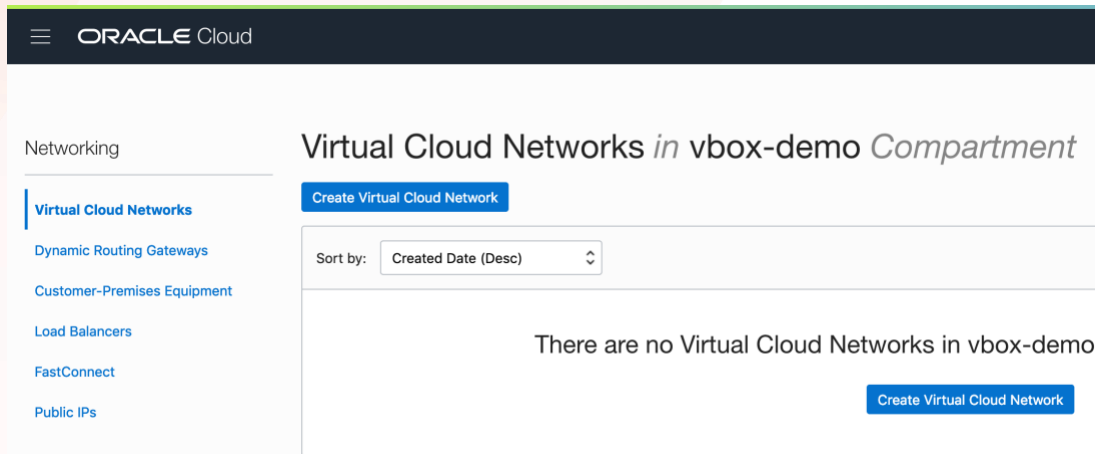 ORACLE Cloud
Networking
Virtual Cloud Networks
Dynamic Routing Gateways
Customer-Premises Equipment
Load Balancers
FastConnect
Public IPs
Virtual Cloud Networks in vbox-demo Compartment
Create Virtual Cloud Network
Sort by: Created Date (Desc)
There are no Virtual Cloud Networks in vbox-demo
Create Virtual Cloud Network